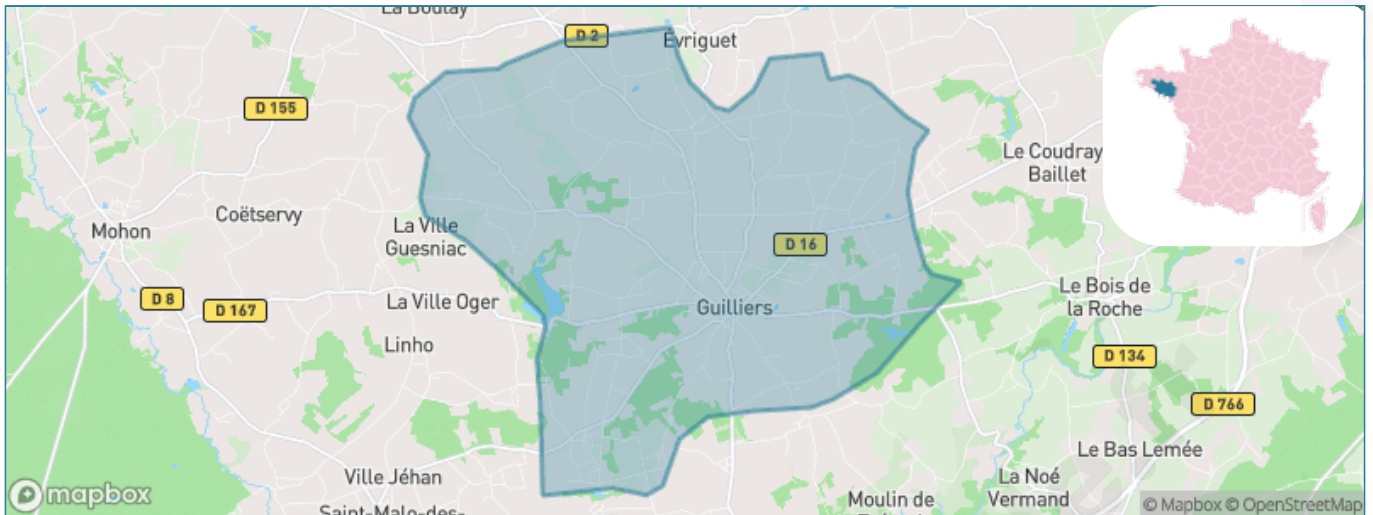 La Boulay
D 2
Évriguet
D 155
Le Coudray
Baillet
Coëtservy
La Ville
Guesniac
Mohon
D 16
D 8
D 167
La Ville Oger
Guilliers
Le Bois de
la Roche
Linho
D 134
D 766
Le Bas Lemée
Ville Jéhan
La Noé
Vermand
mapbox
Moulin de
© Mapbox © OpenStreetMap
Saint-Malo-des-